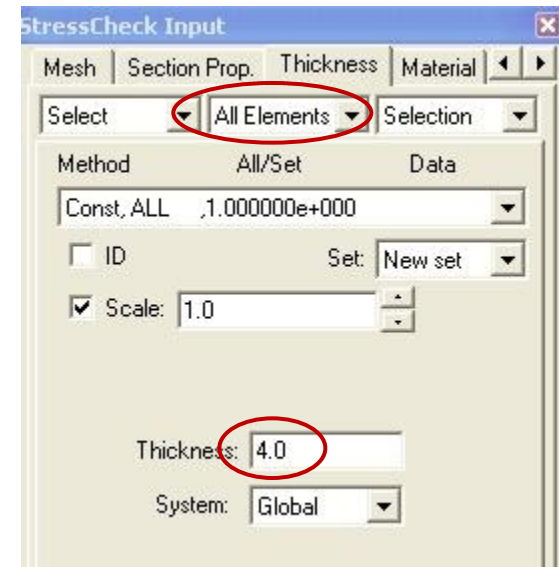 StressCheck Input
Mesh Section Prop. Thickness Material
Select All Elements Selection
Method All/Set Data
Const, ALL ,1.000000e+000
ID Set: New set
Scale: 1.0
Thickness: 4.0
System: Global